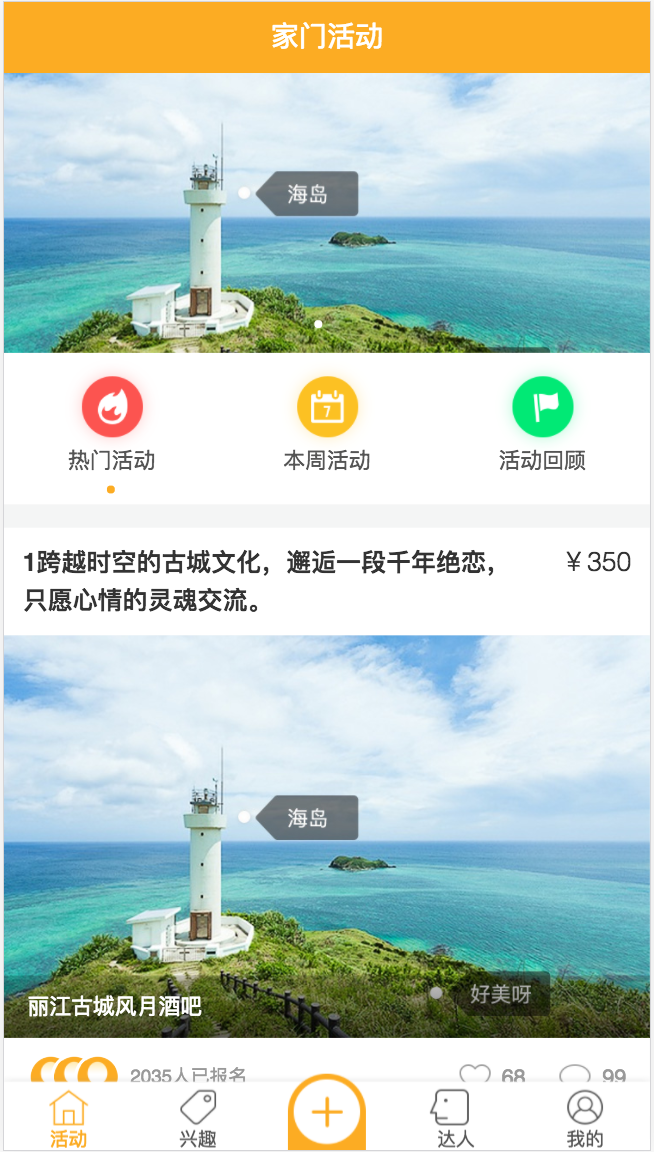 家门活动
海岛
7
热门活动
本周活动
活动回顾
1跨越时空的古城文化，邂逅一段千年绝恋，
只愿心情的灵魂交流。
￥350
海岛
好美呀
丽江古城风月酒吧
2035人已报名
68
99
活动
兴趣
达人
我的